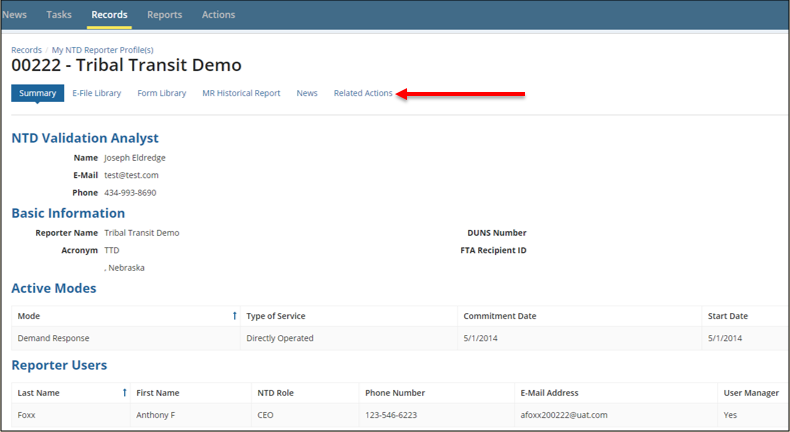 News Tasks Records Reports Actions
Records / My NTD Reporter Profile(s)
00222 - Tribal Transit Demo
Summary E-File Library Form Library MR Historical Report News Related Actions
NTD Validation Analyst
Name Joseph Eldredge
E-Mail test@test.com
Phone 434-993-8690
Basic Information
Reporter Name Tribal Transit Demo DUNS Number
Acronym TTD FTA Recipient ID
, Nebraska
Active Modes
Mode ↑ Type of Service Commitment Date Start Date
Demand Response Directly Operated 5/1/2014 5/1/2014
Reporter Users
Last Name ↑ First Name NTD Role Phone Number E-Mail Address User Manager
Foxx Anthony F CEO 123-546-6223 afoxx200222@uat.com Yes